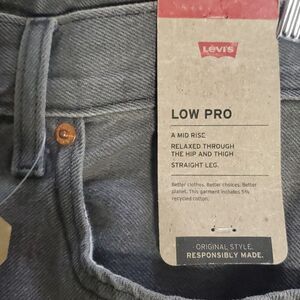 Levi's
LOW PRO
A MID RISE
RELAXED THROUGH
THE HIP AND THIGH
STRAIGHT LEG.
Better clothes. Better choices. Better
planet. This garment includes 5%
recycled cotton.
ORIGINAL STYLE,
RESPONSIBLY MADE.